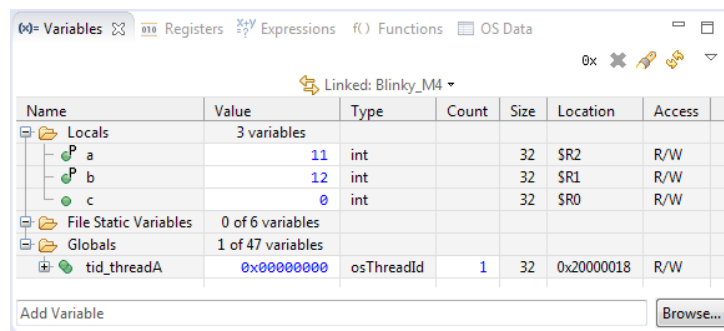 (x)= Variables 010 Registers X+Y =? Expressions f() Functions OS Data
0x
Linked: Blinky_M4
Name Value Type Count Size Location Access
Locals 3 variables
P a 11 int 32 $R2 R/W
P b 12 int 32 $R1 R/W
c 0 int 32 $R0 R/W
File Static Variables 0 of 6 variables
Globals 1 of 47 variables
tid_threadA 0x00000000 osThreadId 1 32 0x20000018 R/W
Add Variable Browse...